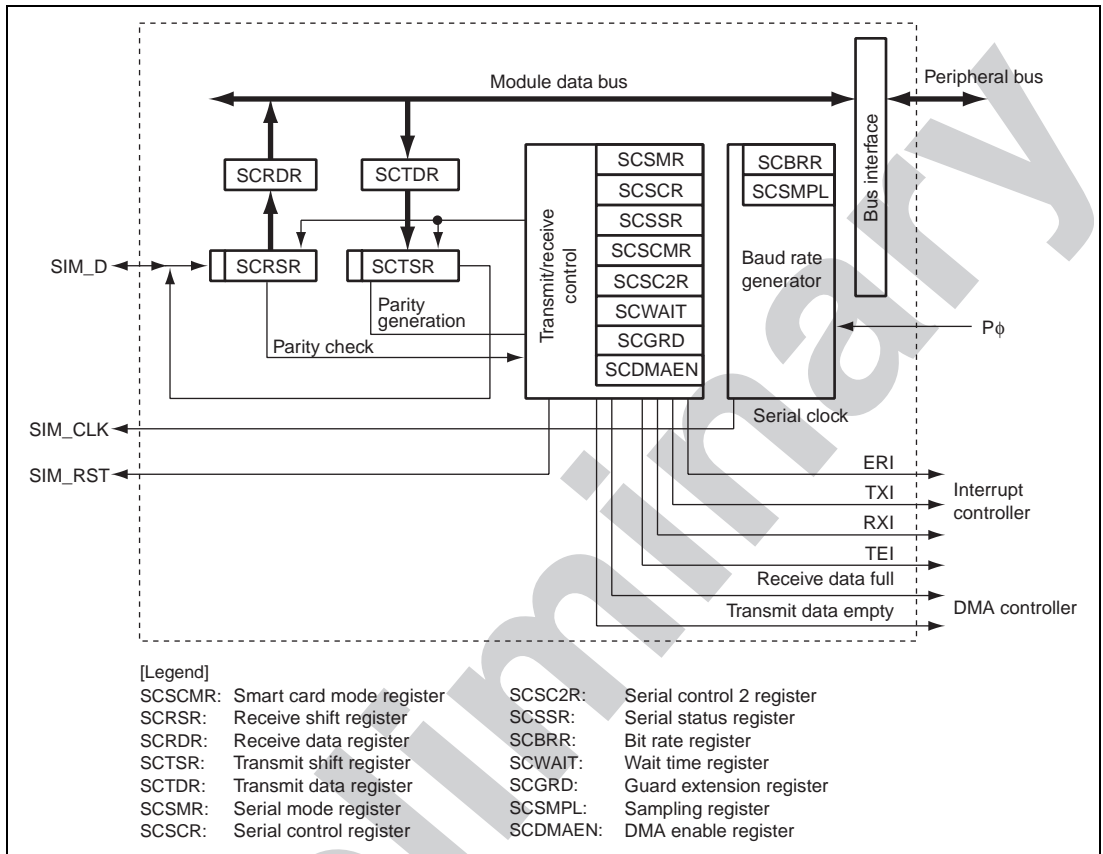 Module data bus
Peripheral bus
Bus interface
SCRDR
SCTDR
SCRSR
SCTSR
SIM_D
Parity generation
Parity check
Transmit/receive control
SCSMR
SCSCR
SCSSR
SCSCMR
SCSC2R
SCWAIT
SCGRD
SCDMAEN
SCBRR
SCSMPL
Baud rate generator
Pφ
Serial clock
SIM_CLK
SIM_RST
ERI
TXI
RXI
TEI
Interrupt controller
Receive data full
Transmit data empty
DMA controller
[Legend]
SCSCMR: Smart card mode register
SCRSR: Receive shift register
SCRDR: Receive data register
SCTSR: Transmit shift register
SCTDR: Transmit data register
SCSMR: Serial mode register
SCSCR: Serial control register
SCSC2R: Serial control 2 register
SCSSR: Serial status register
SCBRR: Bit rate register
SCWAIT: Wait time register
SCGRD: Guard extension register
SCSMPL: Sampling register
SCDMAEN: DMA enable register